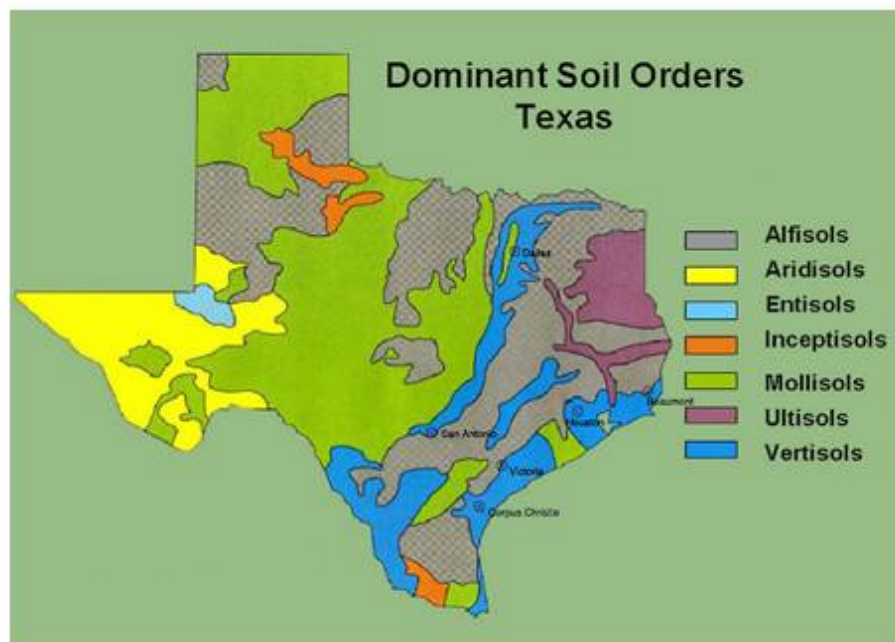 Dominant Soil Orders
Texas
Alfisols
Aridisols
Entisols
Inceptisols
Mollisols
Ultisols
Vertisols
Dallas
Beaumont
Houston
San Antonio
Victoria
Corpus Christie